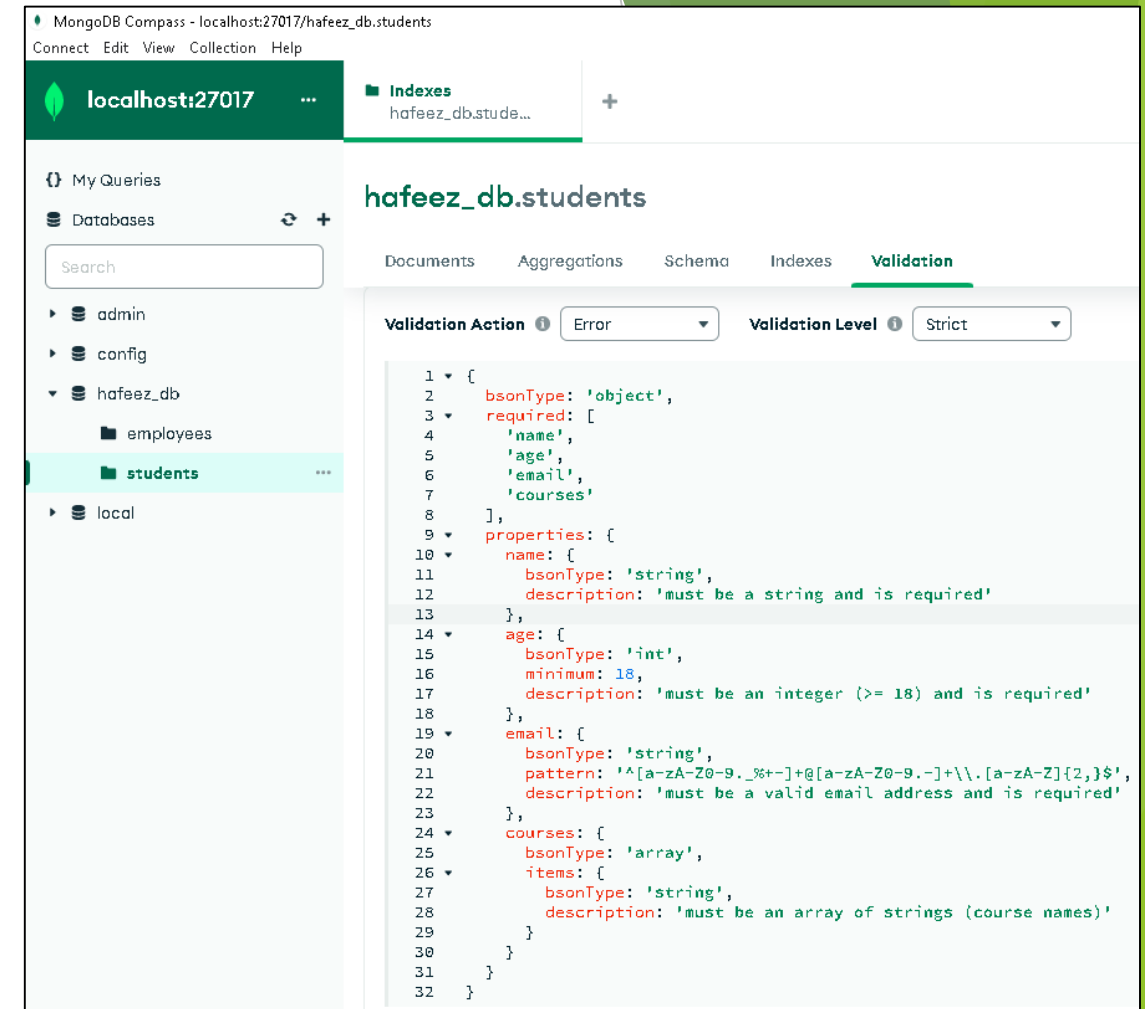 MongoDB Compass - localhost:27017/hafeez_db.students
Connect Edit View Collection Help
localhost:27017 ...
Indexes
hafeez_db.stude...
+
{} My Queries
Databases
+
Search
admin
config
hafeez_db
employees
students ...
local
hafeez_db.students
Documents Aggregations Schema Indexes Validation
Validation Action Error Validation Level Strict
1 {
2 bsonType: 'object',
3 required: [
4 'name',
5 'age',
6 'email',
7 'courses'
8 ],
9 properties: {
10 name: {
11 bsonType: 'string',
12 description: 'must be a string and is required'
13 },
14 age: {
15 bsonType: 'int',
16 minimum: 18,
17 description: 'must be an integer (>= 18) and is required'
18 },
19 email: {
20 bsonType: 'string',
21 pattern: '^[a-zA-Z0-9._%+-]+@[a-zA-Z0-9.-]+\\.[a-zA-Z]{2,}$',
22 description: 'must be a valid email address and is required'
23 },
24 courses: {
25 bsonType: 'array',
26 items: {
27 bsonType: 'string',
28 description: 'must be an array of strings (course names)'
29 }
30 }
31 }
32 }